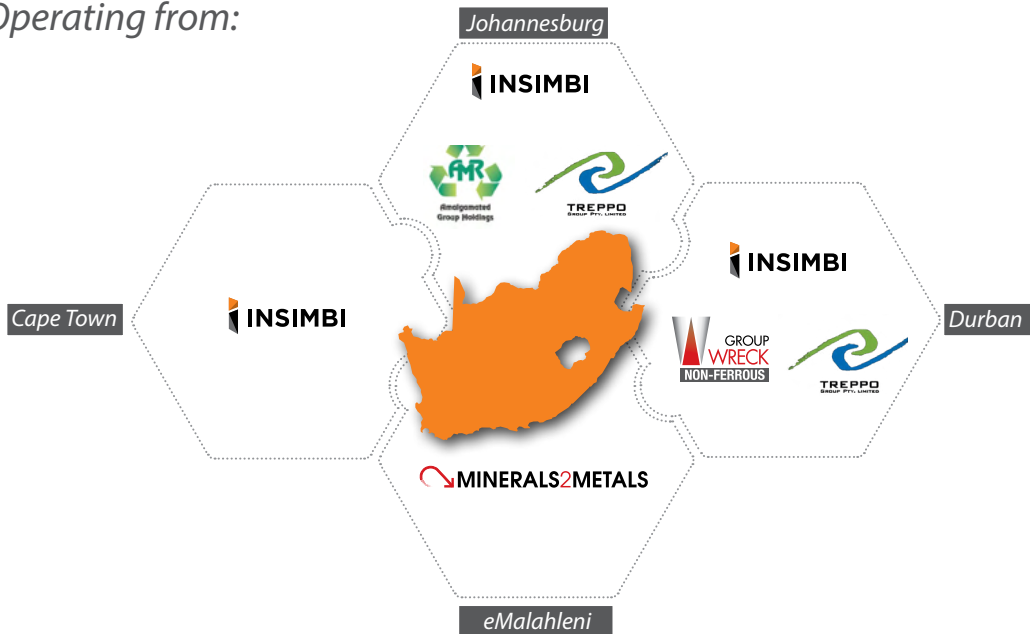 Operating from:
Johannesburg
INSIMBI
AMR
Amalgamated
Group Holdings
TREPPO
GROUP PTY. LIMITED
Cape Town
INSIMBI
INSIMBI
GROUP
WRECK
NON-FERROUS
TREPPO
GROUP PTY. LIMITED
Durban
MINERALS2METALS
eMalahleni